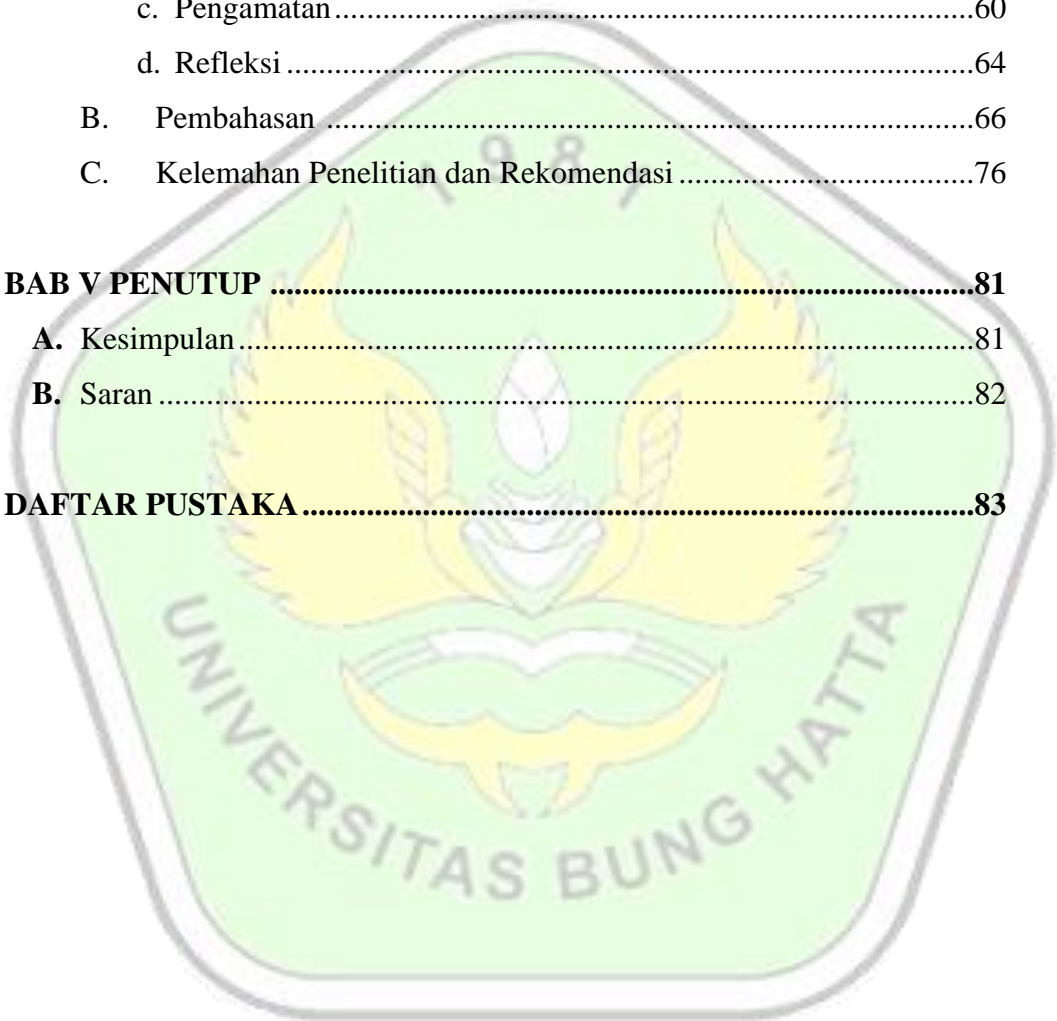 c. Pengamatan....................................................................................60
d. Refleksi..........................................................................................64
B. Pembahasan ....................................................................................66
C. Kelemahan Penelitian dan Rekomendasi.....................................76
BAB V PENUTUP ........................................................................................81
A. Kesimpulan............................................................................................81
B. Saran ......................................................................................................82
DAFTAR PUSTAKA....................................................................................83
1981
UNIVERSITAS BUNG HATTA